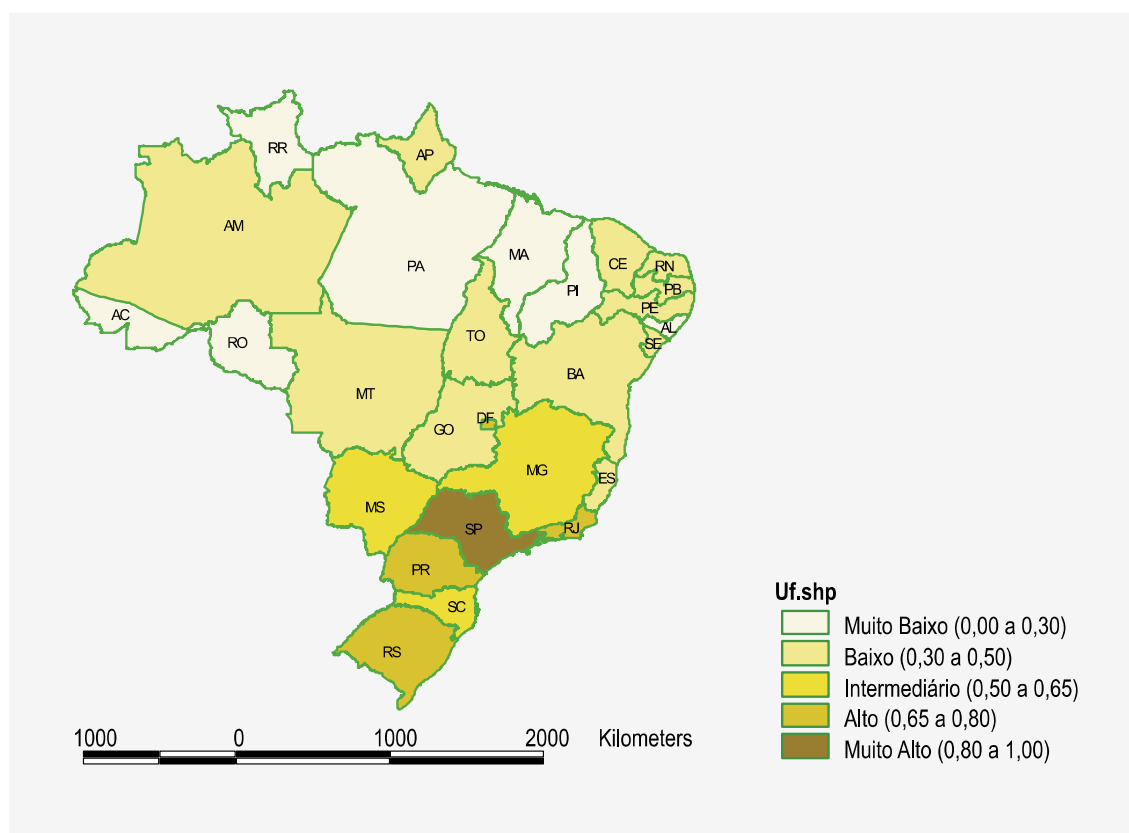 RR
AP
AM
PA
MA
CE
RN
PI
PB
PE
AC
AL
RO
TO
SE
BA
MT
DF
GO
MG
ES
MS
SP
RJ
PR
SC
RS
Uf.shp
Muito Baixo (0,00 a 0,30)
Baixo (0,30 a 0,50)
Intermediário (0,50 a 0,65)
Alto (0,65 a 0,80)
Muito Alto (0,80 a 1,00)
1000 0 1000 2000 Kilometers